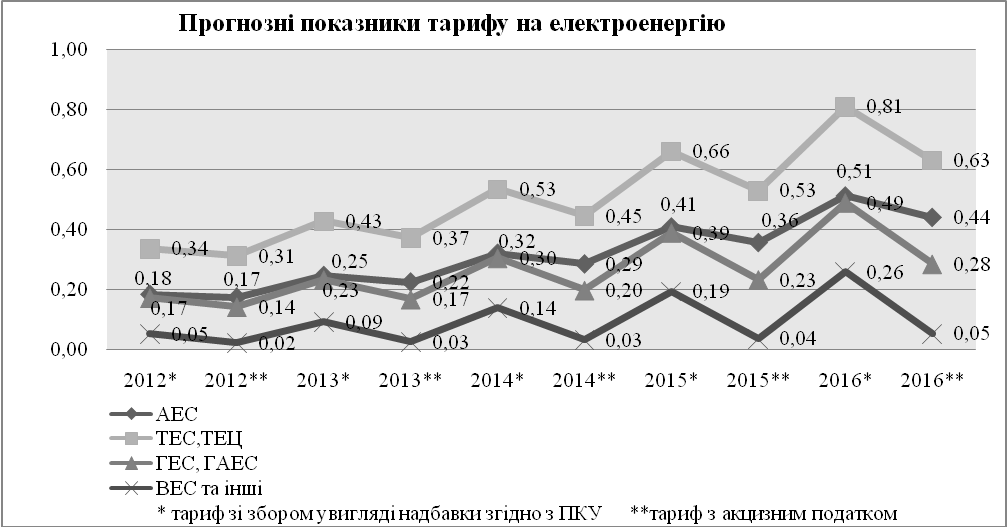 Прогнозні показники тарифу на електроенергію
1,00
0,80
0,60
0,40
0,20
0,00
0,34 0,31 0,43 0,37 0,53 0,45 0,66 0,53 0,81 0,63
0,18 0,17 0,25 0,22 0,32 0,29 0,41 0,36 0,51 0,44
0,17 0,14 0,23 0,17 0,30 0,20 0,39 0,23 0,49 0,28
0,05 0,02 0,09 0,03 0,14 0,03 0,19 0,04 0,26 0,05
2012* 2012** 2013* 2013** 2014* 2014** 2015* 2015** 2016* 2016**
АЕС
ТЕС,ТЕЦ
ГЕС, ГАЕС
ВЕС та інші
* тариф зі збором у вигляді надбавки згідно з ПКУ **тариф з акцизним податком